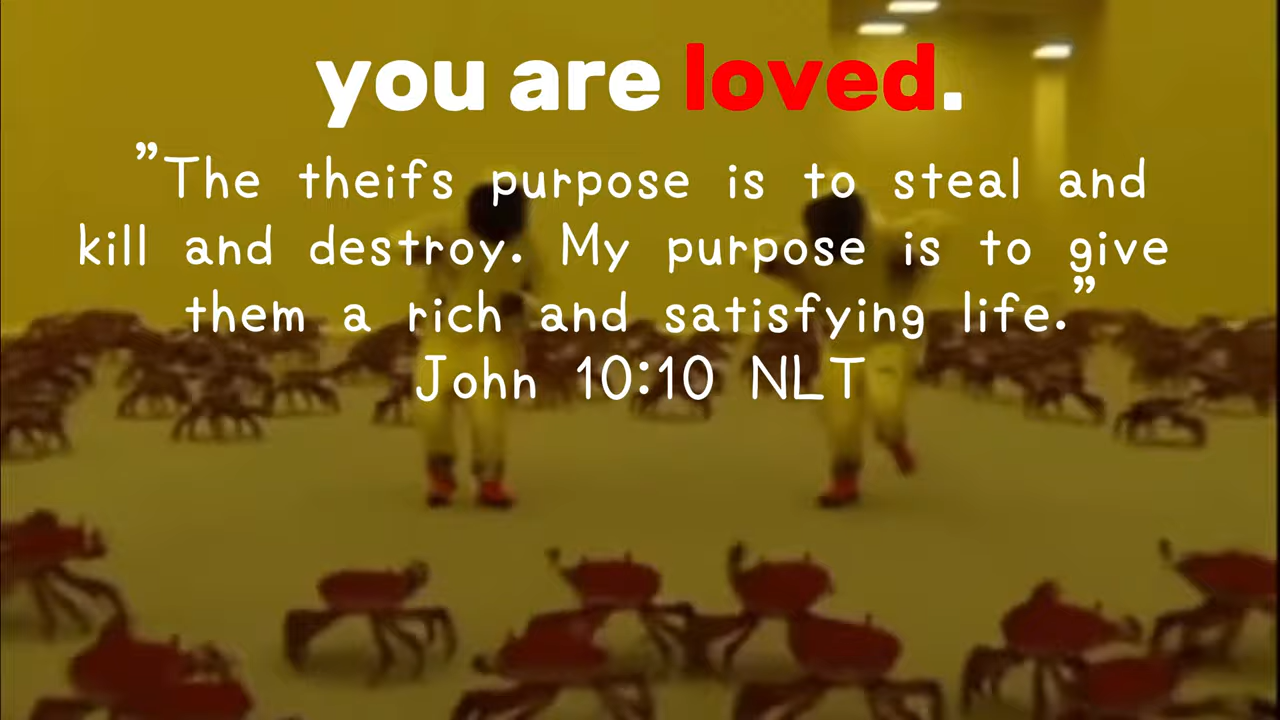 you are loved.
”The theifs purpose is to steal and
kill and destroy. My purpose is to give
them a rich and satisfying life.”
John 10:10 NLT